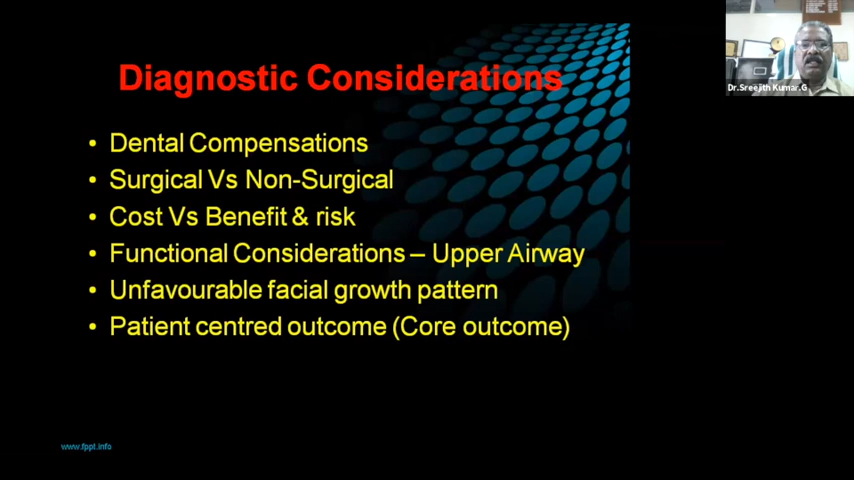 Diagnostic Considerations
• Dental Compensations
• Surgical Vs Non-Surgical
• Cost Vs Benefit & risk
• Functional Considerations – Upper Airway
• Unfavourable facial growth pattern
• Patient centred outcome (Core outcome)
www.fppt.info
Dr.Sreejith Kumar.G